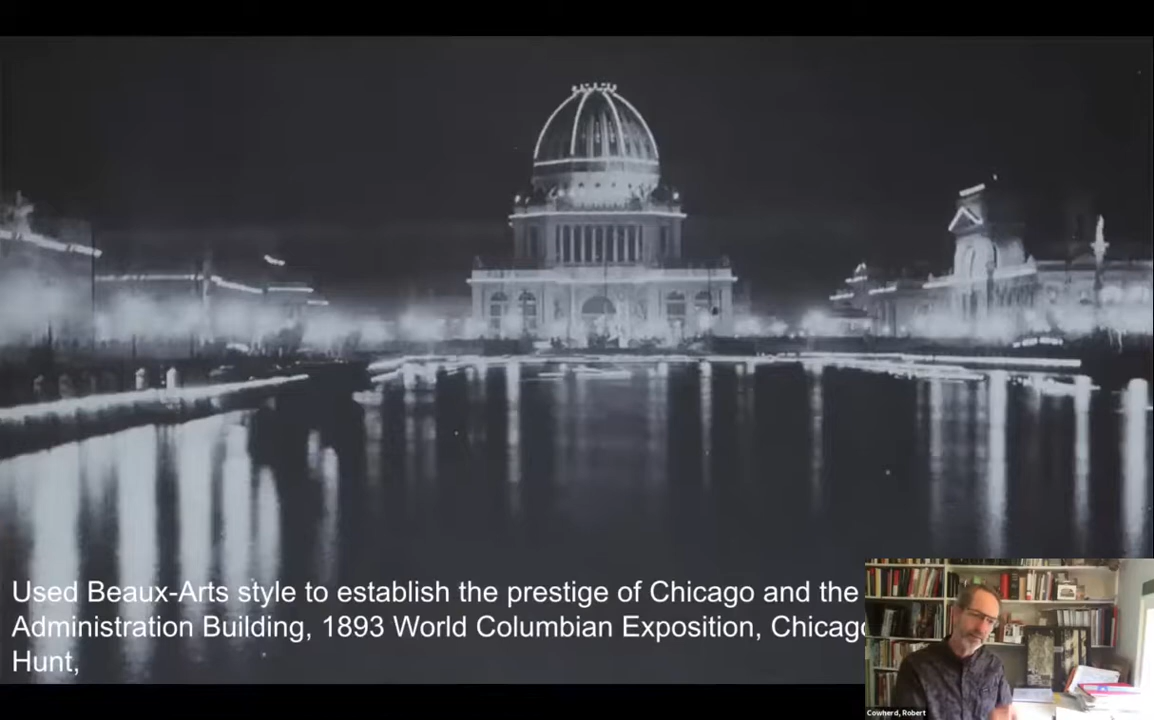 Used Beaux-Arts style to establish the prestige of Chicago and the
Administration Building, 1893 World Columbian Exposition,
Hunt,
Cowherd, Robert